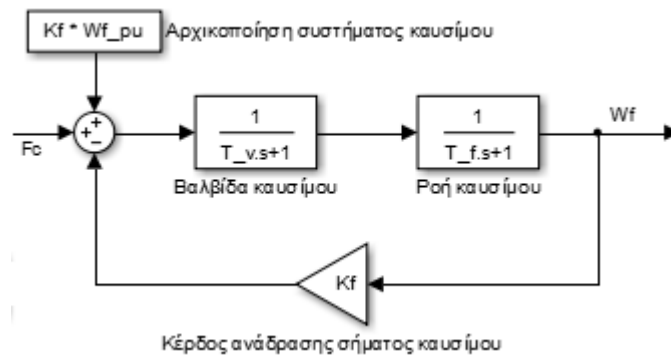 Kf * Wf_pu
Αρχικοποίηση συστήματος καυσίμου
Fc
1
T_v.s+1
Βαλβίδα καυσίμου
1
T_f.s+1
Ροή καυσίμου
Wf
Kf
Κέρδος ανάδρασης σήματος καυσίμου